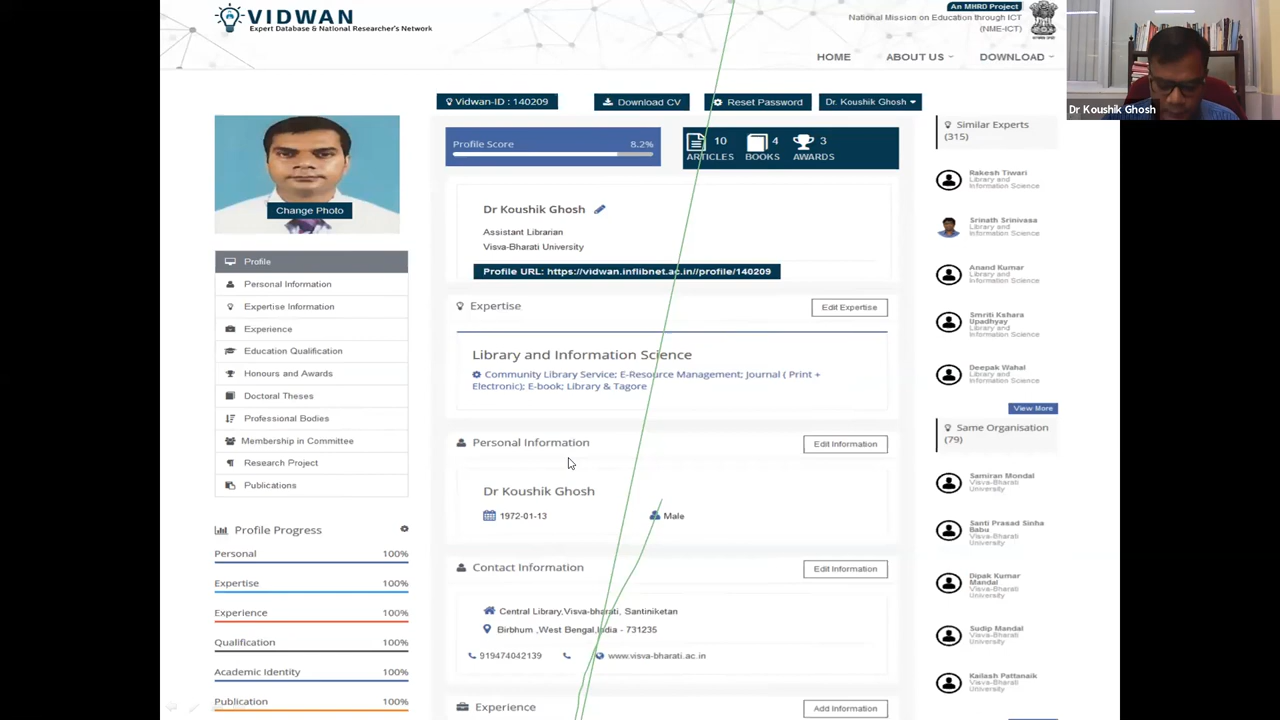 VIDWAN
Expert Database & National Researcher's Network
An MHRD Project
National Mission on Education through ICT
(NME-ICT)
HOME
ABOUT US
DOWNLOAD
Dr Koushik Ghosh
Vidwan-ID : 140209
Download CV
Reset Password
Dr. Koushik Ghosh
Change Photo
Profile
Personal Information
Expertise Information
Experience
Education Qualification
Honours and Awards
Doctoral Theses
Professional Bodies
Membership in Committee
Research Project
Publications
Profile Progress
Personal 100%
Expertise 100%
Experience 100%
Qualification 100%
Academic Identity 100%
Publication 100%
Profile Score 8.2%
10 ARTICLES
4 BOOKS
3 AWARDS
Dr Koushik Ghosh
Assistant Librarian
Visva-Bharati University
Profile URL: https://vidwan.inflibnet.ac.in//profile/140209
Expertise
Edit Expertise
Library and Information Science
Community Library Service; E-Resource Management; Journal ( Print +
Electronic); E-book; Library & Tagore
Personal Information
Edit Information
Dr Koushik Ghosh
1972-01-13
Male
Contact Information
Edit Information
Central Library,Visva-bharati, Santiniketan
Birbhum ,West Bengal,India - 731235
919474042139
www.visva-bharati.ac.in
Experience
Add Information
Similar Experts
(315)
Rakesh Tiwari
Library and
Information Science
Srinath Srinivasa
Library and
Information Science
Anand Kumar
Library and
Information Science
Smriti Kshara
Upadhyay
Library and
Information Science
Deepak Wahal
Library and
Information Science
View More
Same Organisation
(79)
Samiran Mondal
Visva-Bharati
University
Santi Prasad Sinha
Babu
Visva-Bharati
University
Dipak Kumar
Mandal
Visva-Bharati
University
Sudip Mandal
Visva-Bharati
University
Kailash Pattanaik
Visva-Bharati
University